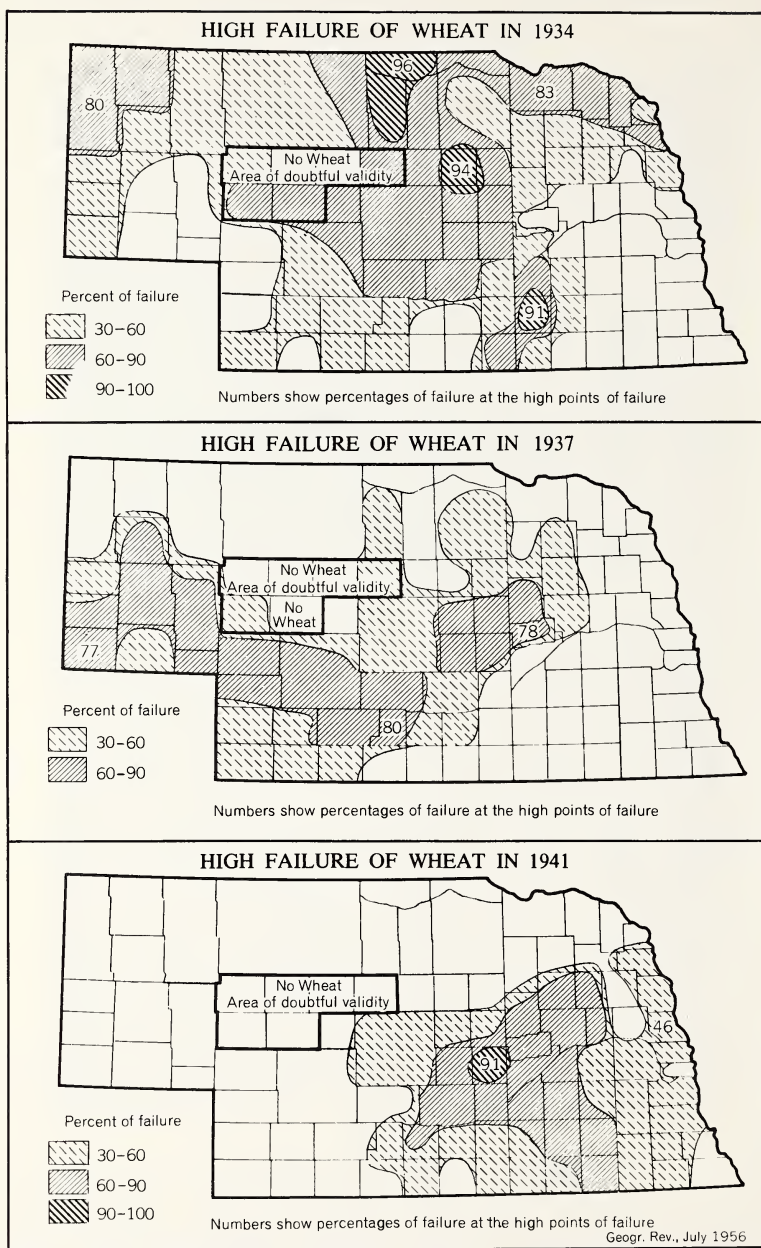 HIGH FAILURE OF WHEAT IN 1934
96
80
83
No Wheat
Area of doubtful validity
94
Percent of failure
91
30–60
60–90
90–100
Numbers show percentages of failure at the high points of failure
HIGH FAILURE OF WHEAT IN 1937
No Wheat
Area of doubtful validity
No
Wheat
78
77
Percent of failure
80
30–60
60–90
Numbers show percentages of failure at the high points of failure
HIGH FAILURE OF WHEAT IN 1941
No Wheat
Area of doubtful validity
46
91
Percent of failure
30–60
60–90
90–100
Numbers show percentages of failure at the high points of failure
Geogr. Rev., July 1956